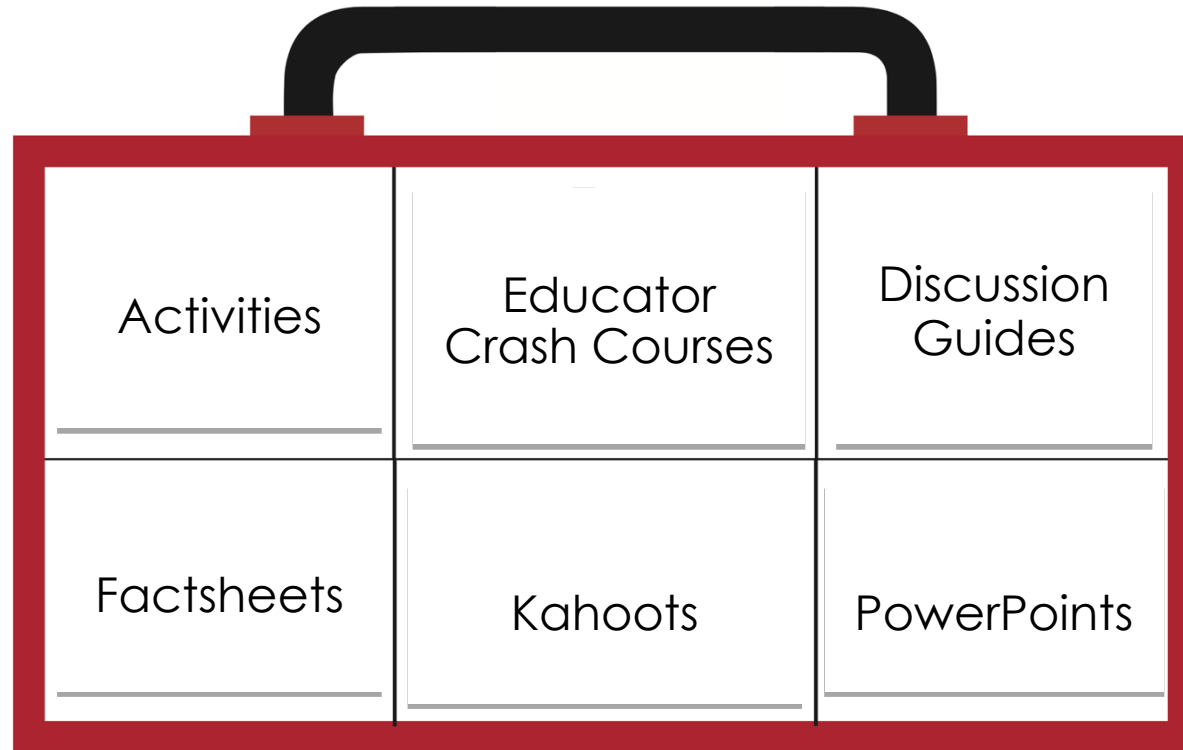 Activities
Educator
Crash Courses
Discussion
Guides
Factsheets
Kahoots
PowerPoints